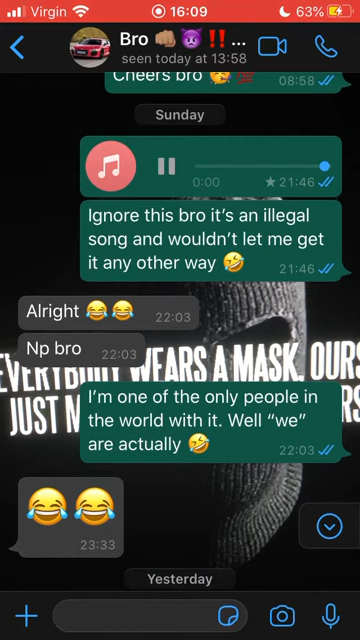 Virgin 16:09 63%
Bro 👊🏽😈‼️...
seen today at 13:58
Cheers bro 🥳💯
08:58
Sunday
0:00 ★ 21:46
Ignore this bro it’s an illegal
song and wouldn’t let me get
it any other way 🤣
21:46
Alright 😂😂 22:03
Np bro 22:03
EVERYBODY WEARS A MASK. OURS
JUST
I’m one of the only people in
the world with it. Well “we”
are actually 🤣
22:03
😂😂
23:33
Yesterday